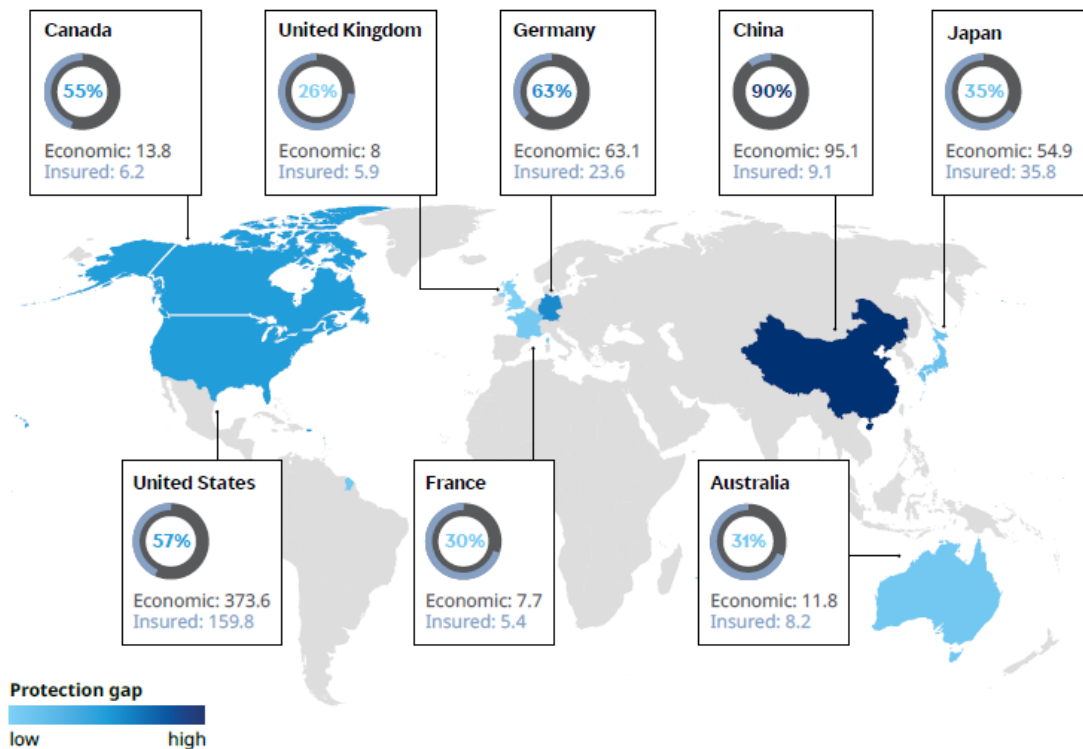 Canada
55%
Economic: 13.8
Insured: 6.2
United Kingdom
26%
Economic: 8
Insured: 5.9
Germany
63%
Economic: 63.1
Insured: 23.6
China
90%
Economic: 95.1
Insured: 9.1
Japan
35%
Economic: 54.9
Insured: 35.8
United States
57%
Economic: 373.6
Insured: 159.8
France
30%
Economic: 7.7
Insured: 5.4
Australia
31%
Economic: 11.8
Insured: 8.2
Protection gap
low high